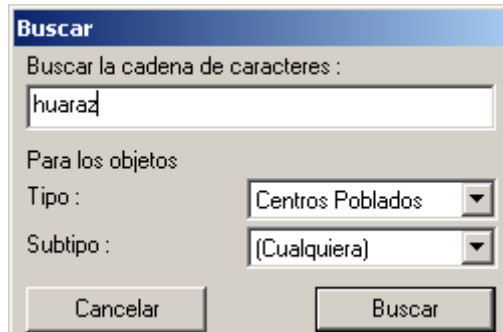 Buscar
Buscar la cadena de caracteres :
huaraz
Para los objetos
Tipo : Centros Poblados
Subtipo : (Cualquiera)
Cancelar Buscar